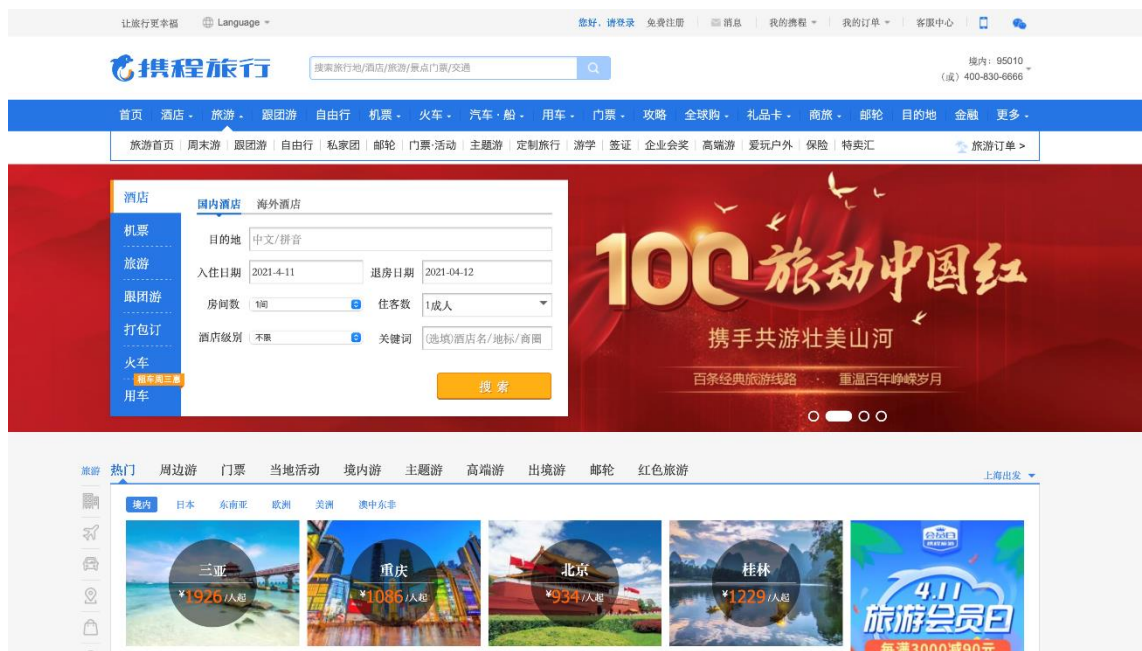 让旅行更幸福 Language 您好，请登录 免费注册 消息 我的携程 我的订单 客服中心
携程旅行 搜索旅行地/酒店/旅游/景点门票/交通 境内: 95010
(或) 400-830-6666
首页 酒店 旅游 跟团游 自由行 机票 火车 汽车·船 用车 门票 攻略 全球购 礼品卡 商旅 邮轮 目的地 金融 更多
旅游首页 周末游 跟团游 自由行 私家团 邮轮 门票·活动 主题游 定制旅行 游学 签证 企业会奖 高端游 爱玩户外 保险 特卖汇 旅游订单 >
酒店
机票
旅游
跟团游
打包订
火车
租车周三惠
用车
国内酒店 海外酒店
目的地 中文/拼音
入住日期 2021-4-11 退房日期 2021-04-12
房间数 1间 住客数 1成人
酒店级别 不限 关键词 (选填)酒店名/地标/商圈
搜索
100 旅动中国红
携手共游壮美山河
百条经典旅游线路 · 重温百年峥嵘岁月
旅游 热门 周边游 门票 当地活动 境内游 主题游 高端游 出境游 邮轮 红色旅游 上海出发
境内 日本 东南亚 欧洲 美洲 澳中东非
三亚
¥1926/人起
重庆
¥1086/人起
北京
¥934/人起
桂林
¥1229/人起
会员日
4.11
旅游会员日
每满3000减90元